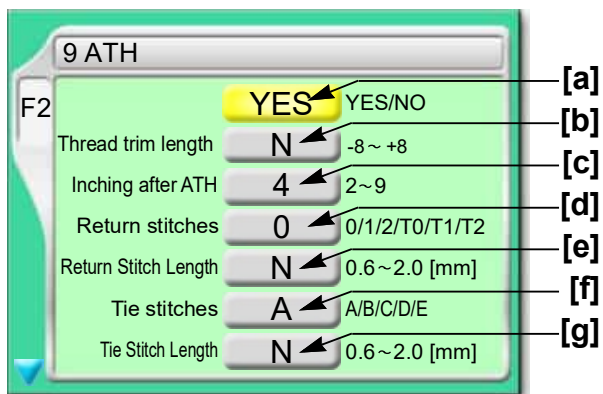 9 ATH
F2
YES YES/NO [a]
Thread trim length N -8~ +8 [b]
Inching after ATH 4 2~9 [c]
Return stitches 0 0/1/2/T0/T1/T2 [d]
Return Stitch Length N 0.6~2.0 [mm] [e]
Tie stitches A A/B/C/D/E [f]
Tie Stitch Length N 0.6~2.0 [mm] [g]